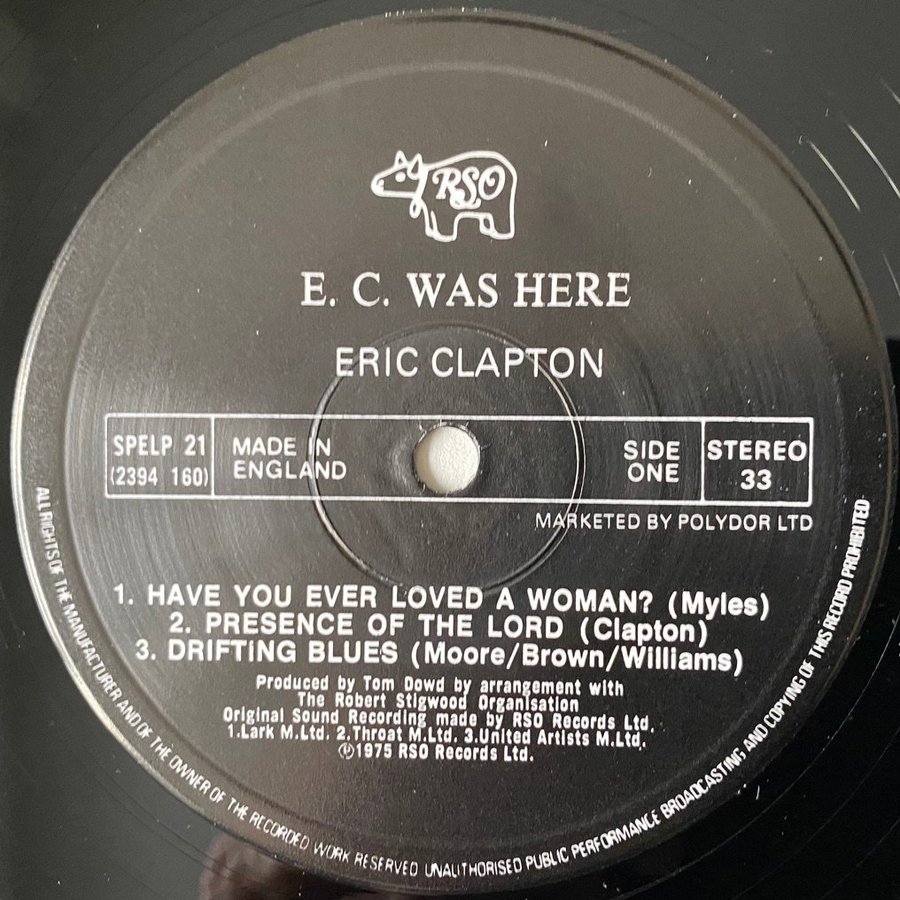 RSO
E. C. WAS HERE
ERIC CLAPTON
SPELP 21
(2394 160)
MADE IN
ENGLAND
SIDE
ONE
STEREO
33
MARKETED BY POLYDOR LTD
1. HAVE YOU EVER LOVED A WOMAN? (Myles)
2. PRESENCE OF THE LORD (Clapton)
3. DRIFTING BLUES (Moore/Brown/Williams)
Produced by Tom Dowd by arrangement with
The Robert Stigwood Organisation
Original Sound Recording made by RSO Records Ltd.
1.Lark M.Ltd. 2.Throat M.Ltd. 3.United Artists M.Ltd.
℗1975 RSO Records Ltd.
ALL RIGHTS OF THE MANUFACTURER AND OF THE OWNER OF THE RECORDED WORK RESERVED UNAUTHORISED PUBLIC PERFORMANCE BROADCASTING AND COPYING OF THIS RECORD PROHIBITED